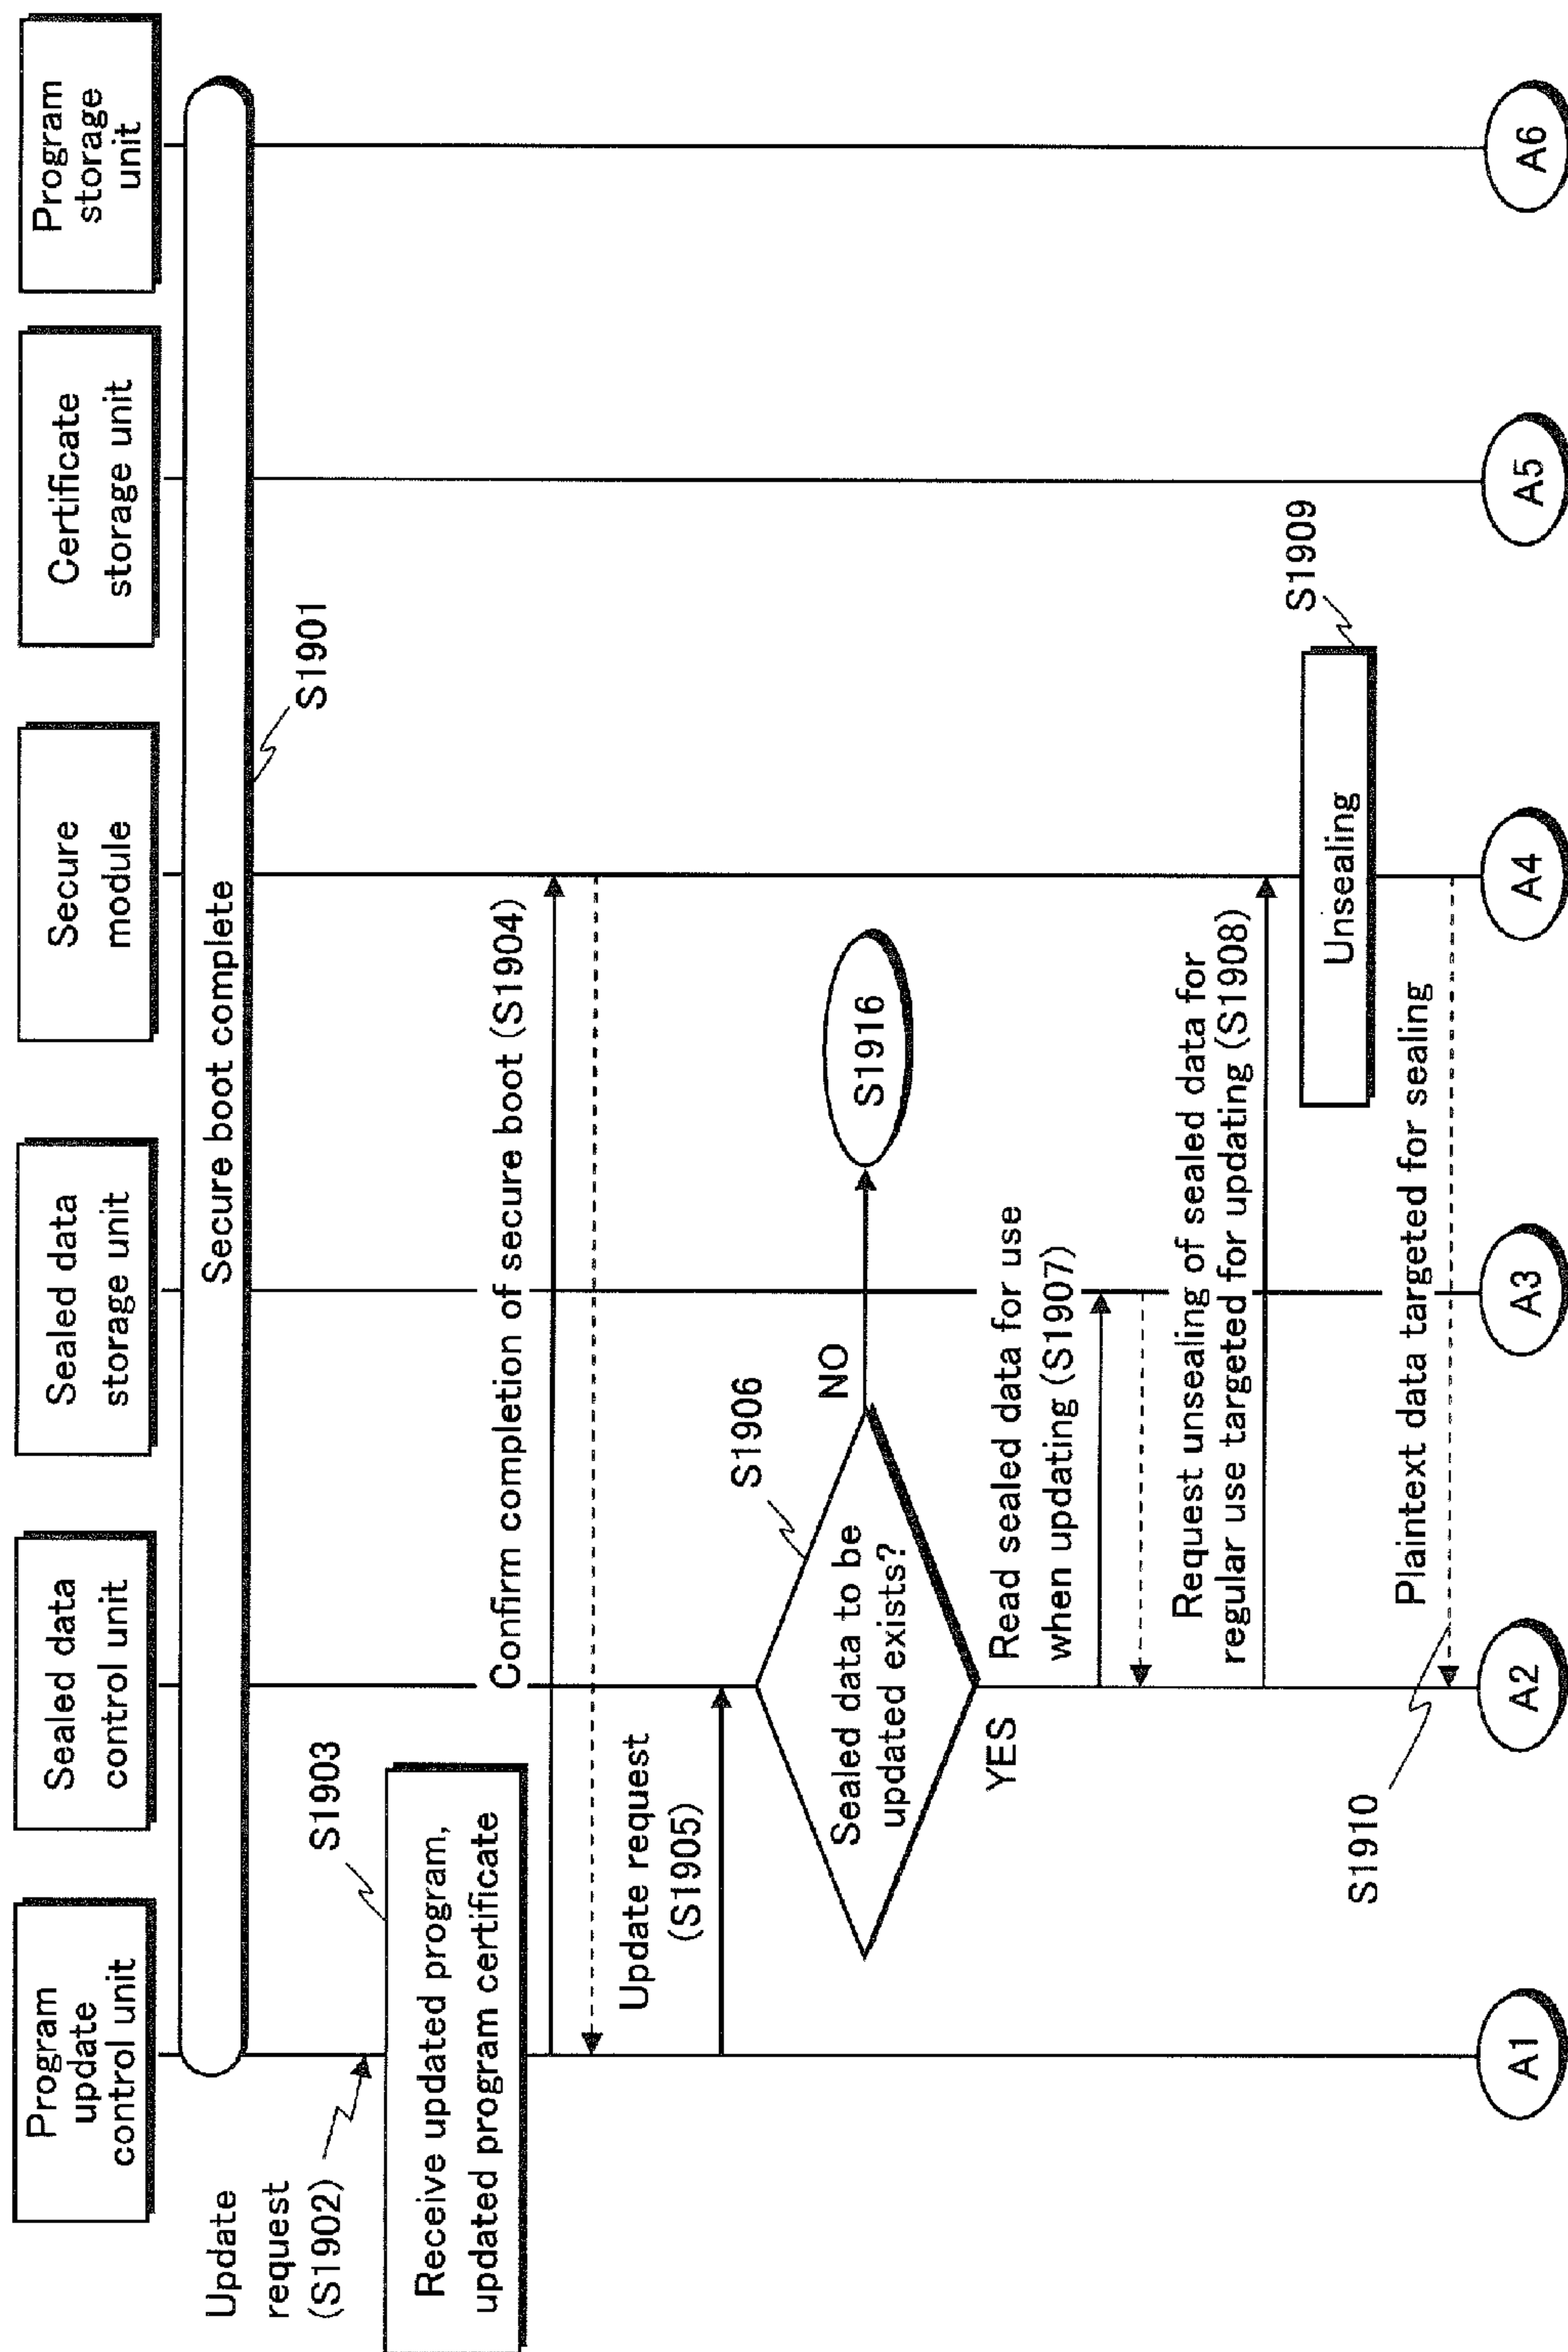 Program
update
control unit
Sealed data
control unit
Sealed data
storage unit
Secure
module
Certificate
storage unit
Program
storage
unit
Secure boot complete
S1901
Update
request
(S1902)
S1903
Receive updated program,
updated program certificate
Confirm completion of secure boot (S1904)
Update request
(S1905)
S1906
Sealed data to be
updated exists?
NO
S1916
YES
Read sealed data for use
when updating (S1907)
Request unsealing of sealed data for
regular use targeted for updating (S1908)
S1909
Unsealing
S1910
Plaintext data targeted for sealing
A1
A2
A3
A4
A5
A6